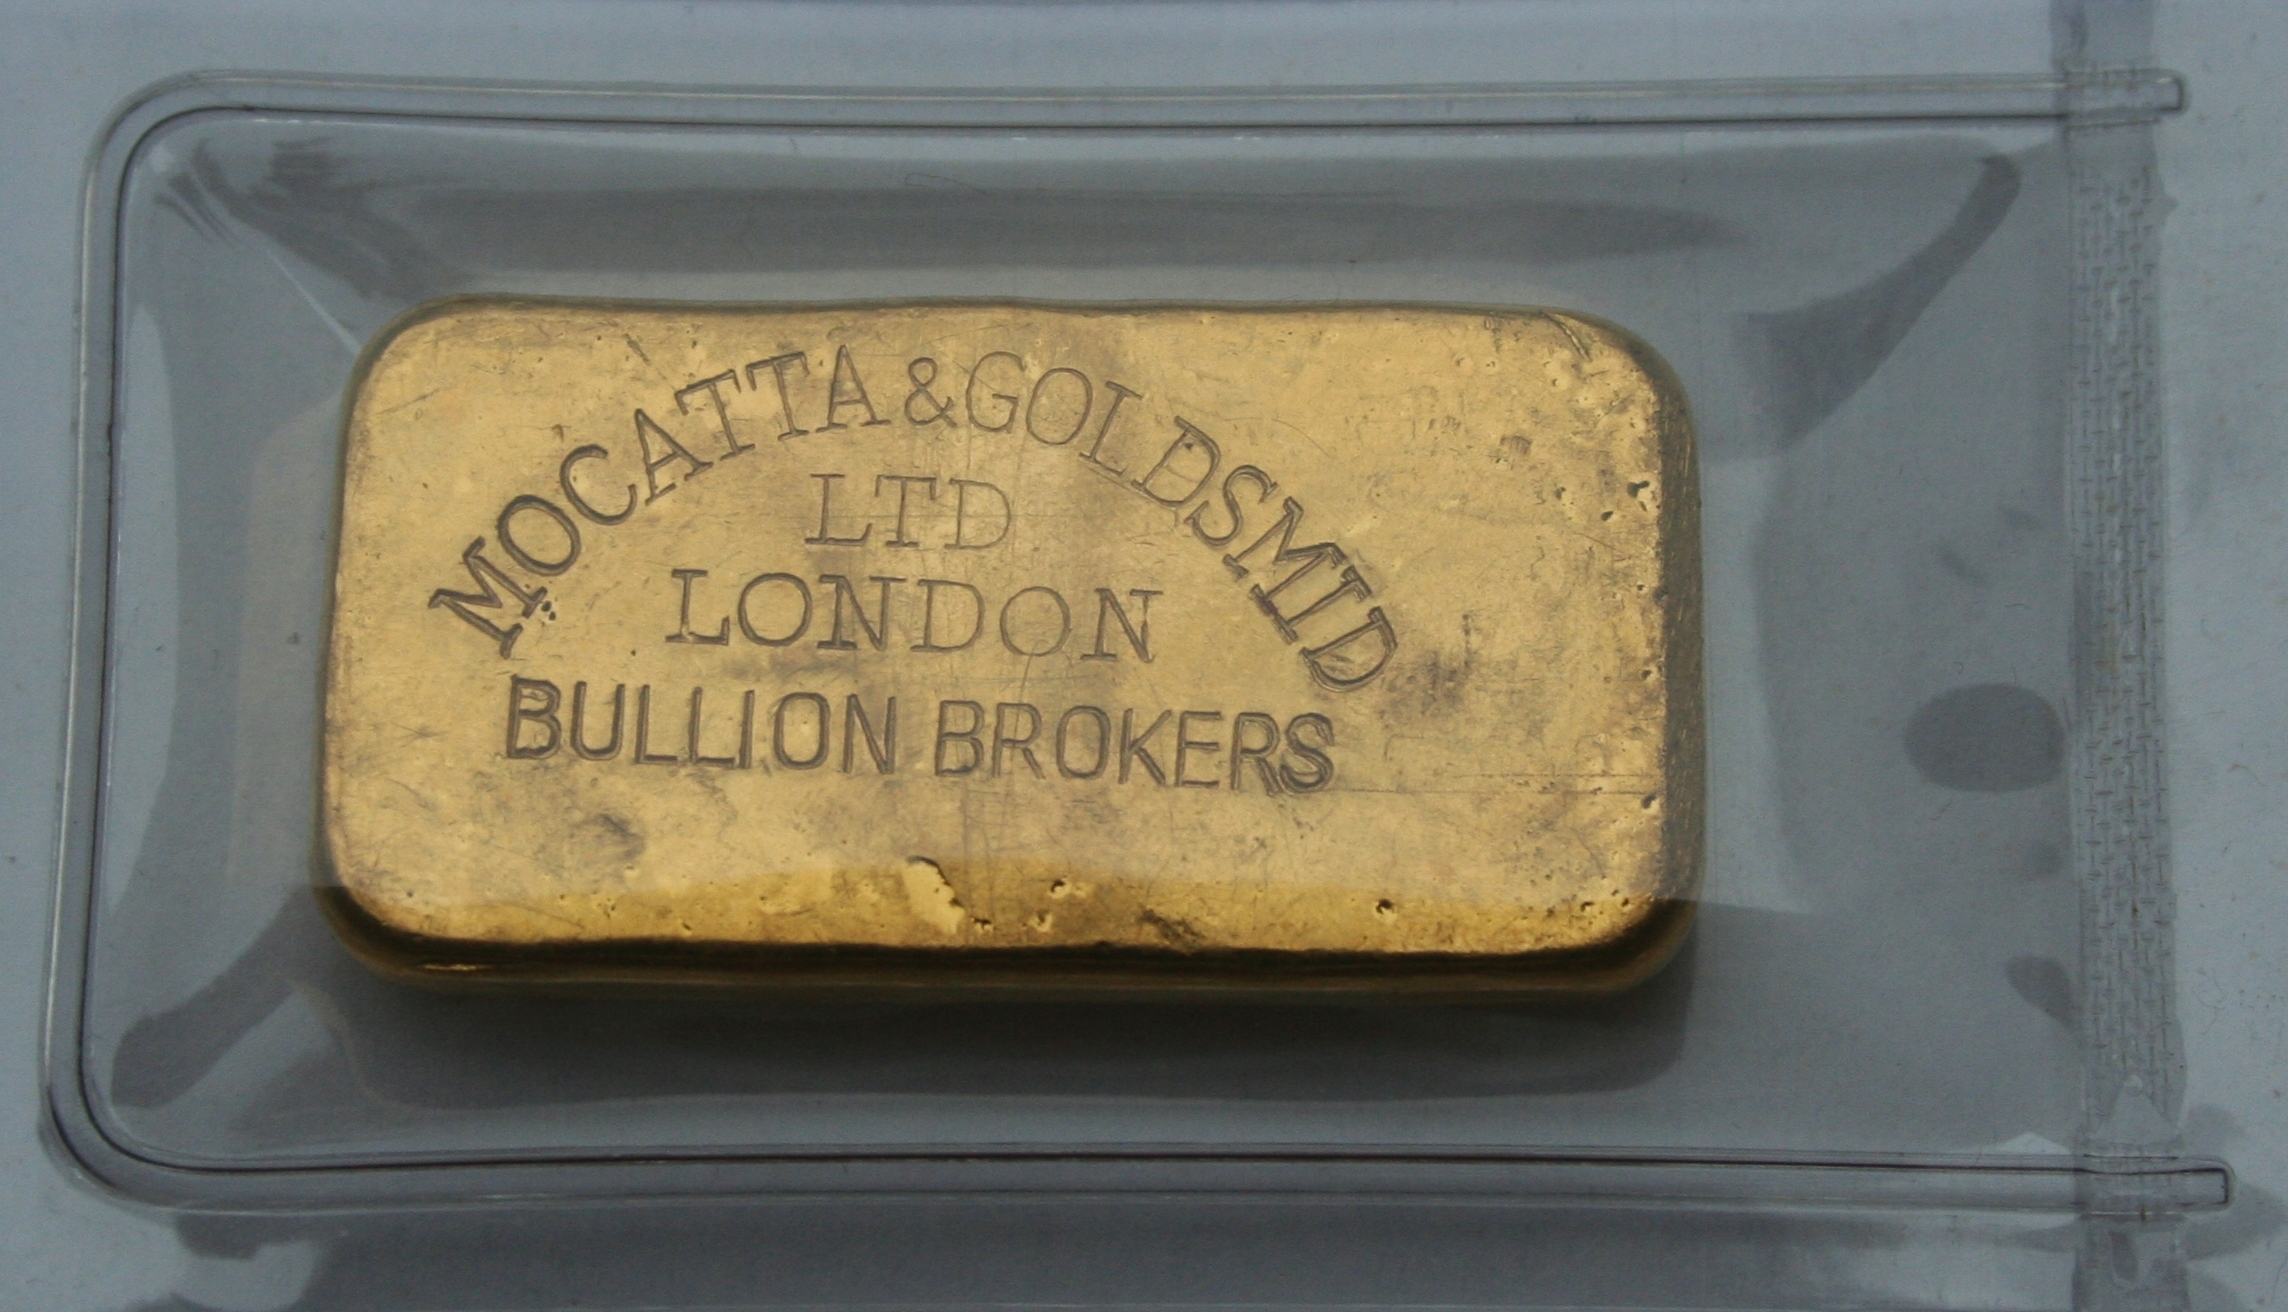 MOCATTA & GOLDSMID
LTD
LONDON
BULLION BROKERS